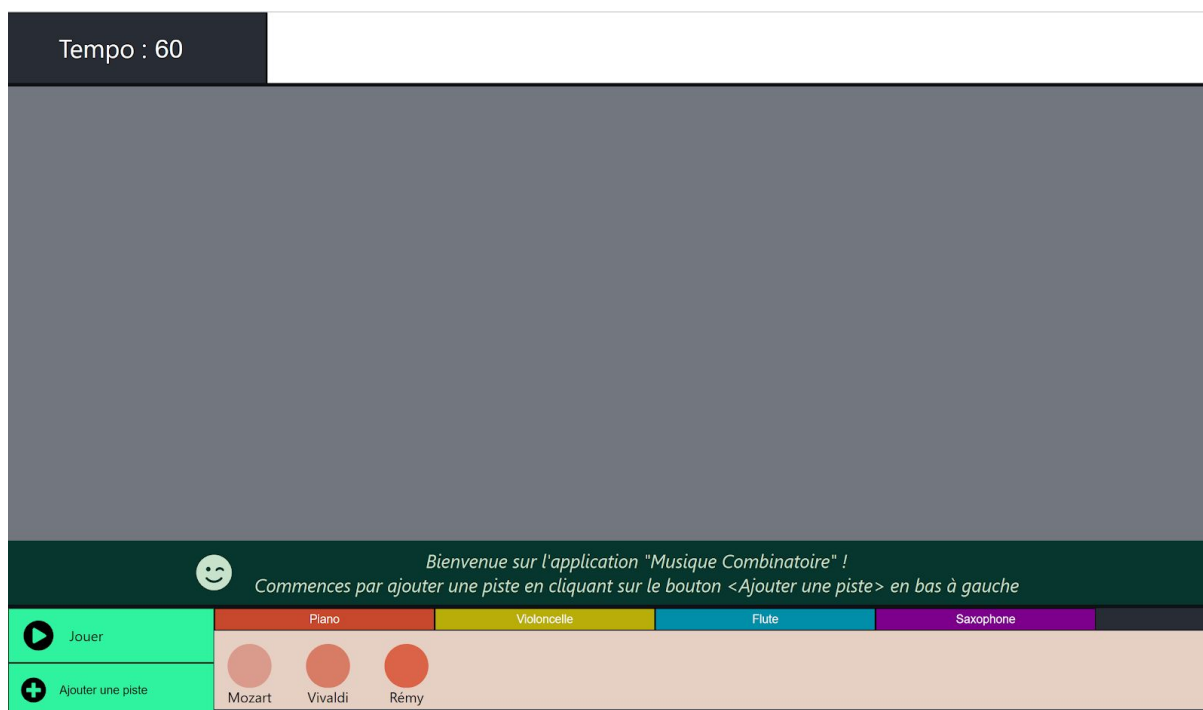 Tempo : 60
Bienvenue sur l'application "Musique Combinatoire" !
Commences par ajouter une piste en cliquant sur le bouton <Ajouter une piste> en bas à gauche
Jouer
Ajouter une piste
Piano
Violoncelle
Flute
Saxophone
Mozart
Vivaldi
Rémy